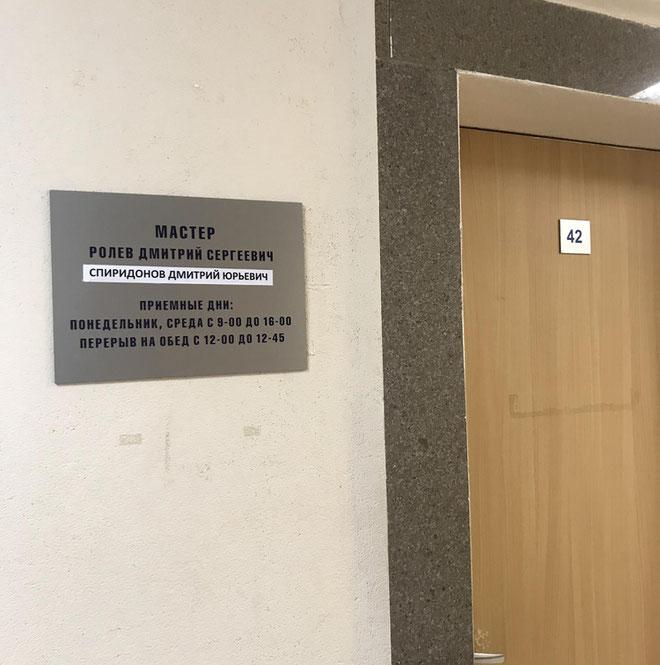 МАСТЕР
РОЛЕВ ДМИТРИЙ СЕРГЕЕВИЧ
СПИРИДОНОВ ДМИТРИЙ ЮРЬЕВИЧ
ПРИЕМНЫЕ ДНИ:
ПОНЕДЕЛЬНИК, СРЕДА С 9-00 ДО 16-00
ПЕРЕРЫВ НА ОБЕД С 12-00 ДО 12-45
42